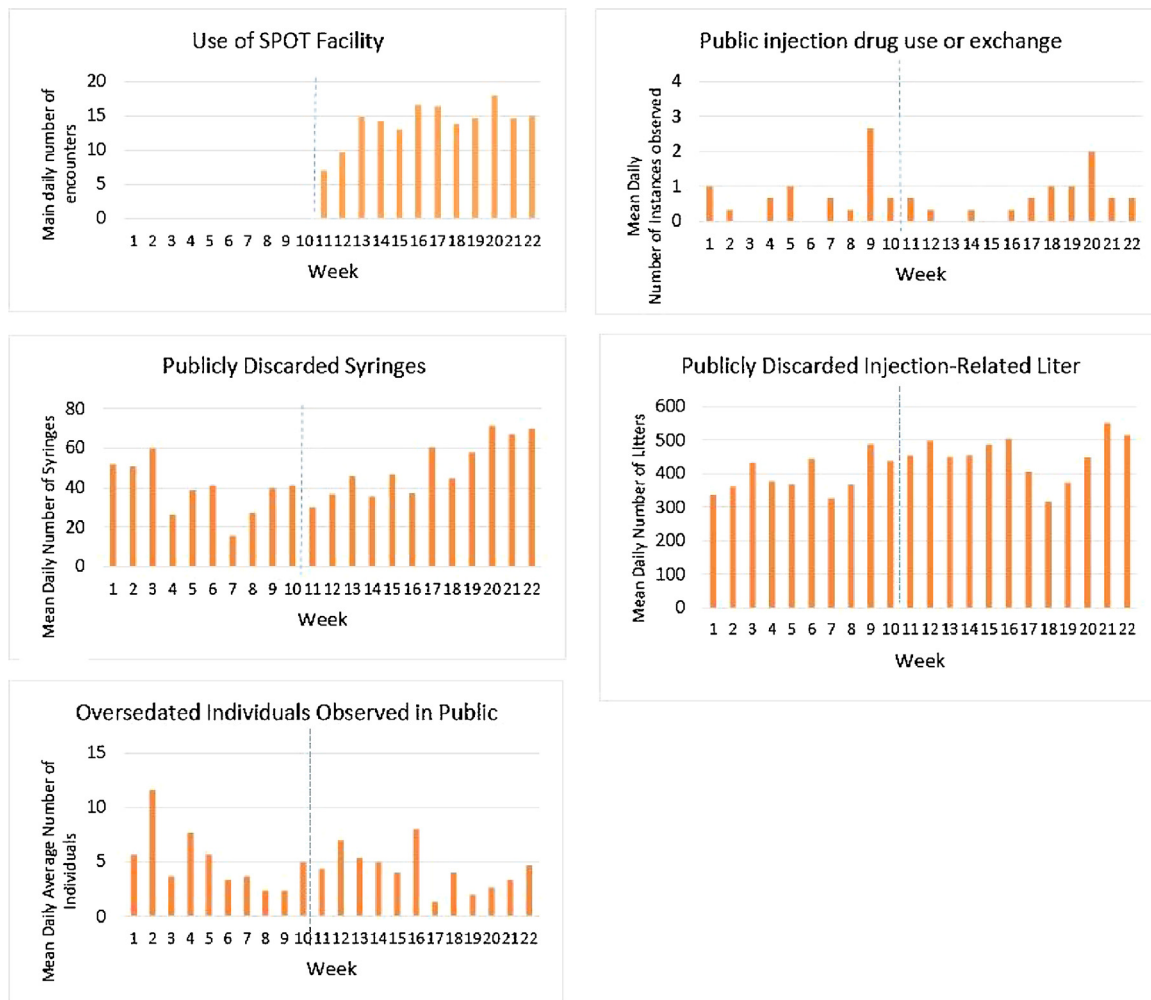 Use of SPOT Facility
Main daily number of
encounters
20
15
10
5
0
1 2 3 4 5 6 7 8 9 10 11 12 13 14 15 16 17 18 19 20 21 22
Week
Public injection drug use or exchange
Mean Daily
Number of Instances observed
4
3
2
1
0
1 2 3 4 5 6 7 8 9 10 11 12 13 14 15 16 17 18 19 20 21 22
Week
Publicly Discarded Syringes
Mean Daily Number of Syringes
80
60
40
20
0
1 2 3 4 5 6 7 8 9 10 11 12 13 14 15 16 17 18 19 20 21 22
Week
Publicly Discarded Injection-Related Liter
Mean Daily Number of Litters
600
500
400
300
200
100
0
1 2 3 4 5 6 7 8 9 10 11 12 13 14 15 16 17 18 19 20 21 22
Week
Oversedated Individuals Observed in Public
Mean Daily Average Number of
Individuals
15
10
5
0
1 2 3 4 5 6 7 8 9 10 11 12 13 14 15 16 17 18 19 20 21 22
Week